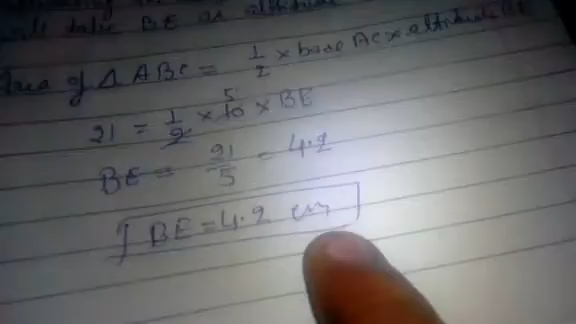 take BE as altitude
Area of △ ABC = 1/2 × base AC × altitude BE
21 = 1/2 × 10 5 × BE
BE = 21/5 = 4.2
BE = 4.2 cm